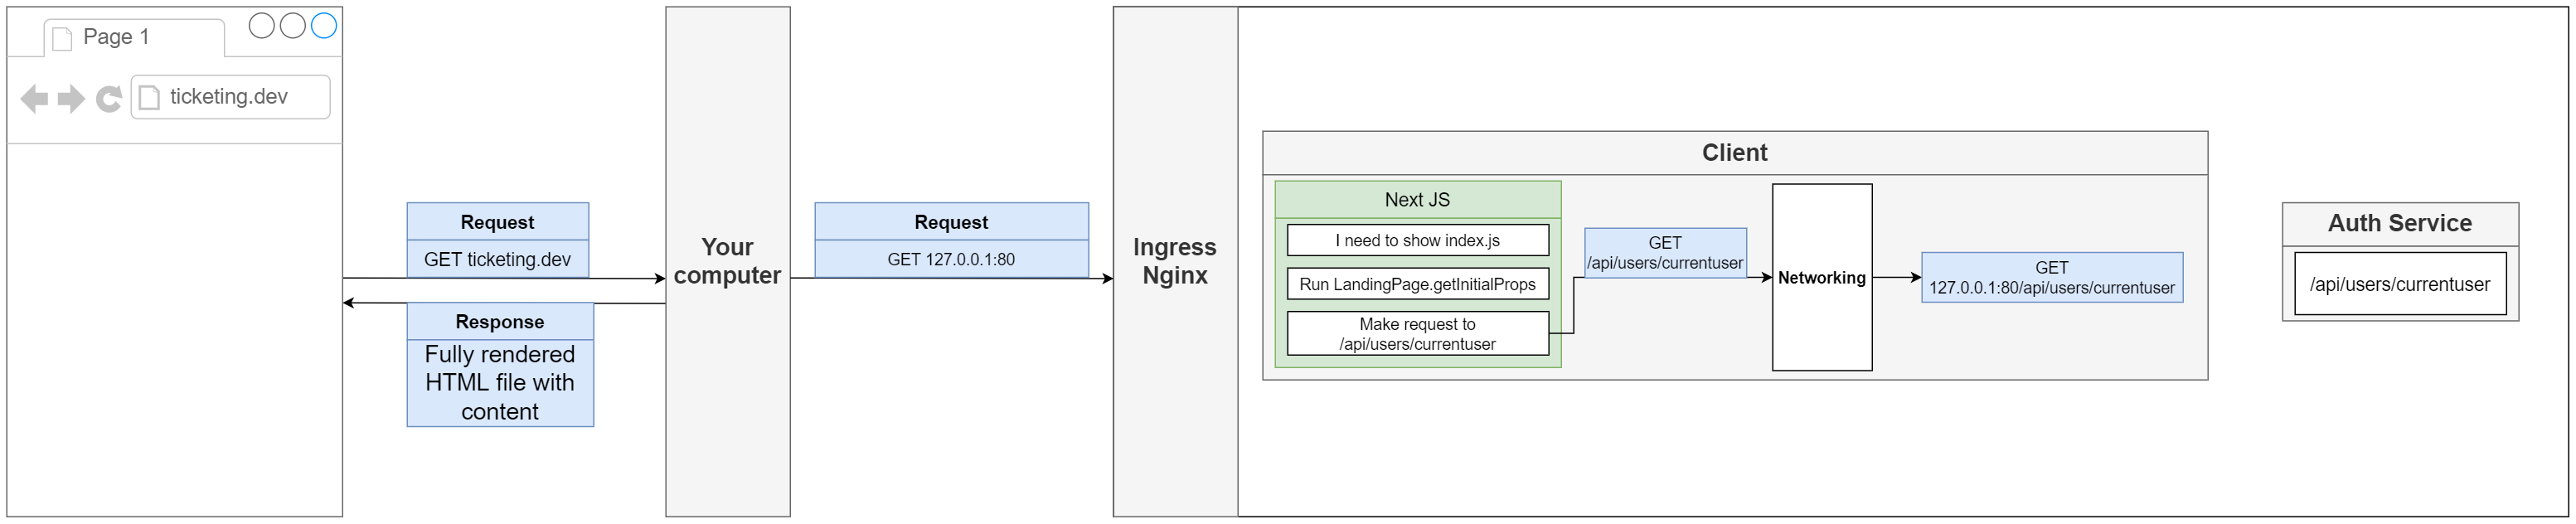 Page 1
ticketing.dev
Request
GET ticketing.dev
Response
Fully rendered
HTML file with
content
Your
computer
Request
GET 127.0.0.1:80
Ingress
Nginx
Client
Next JS
I need to show index.js
Run LandingPage.getInitialProps
Make request to
/api/users/currentuser
GET
/api/users/currentuser
Networking
GET
127.0.0.1:80/api/users/currentuser
Auth Service
/api/users/currentuser